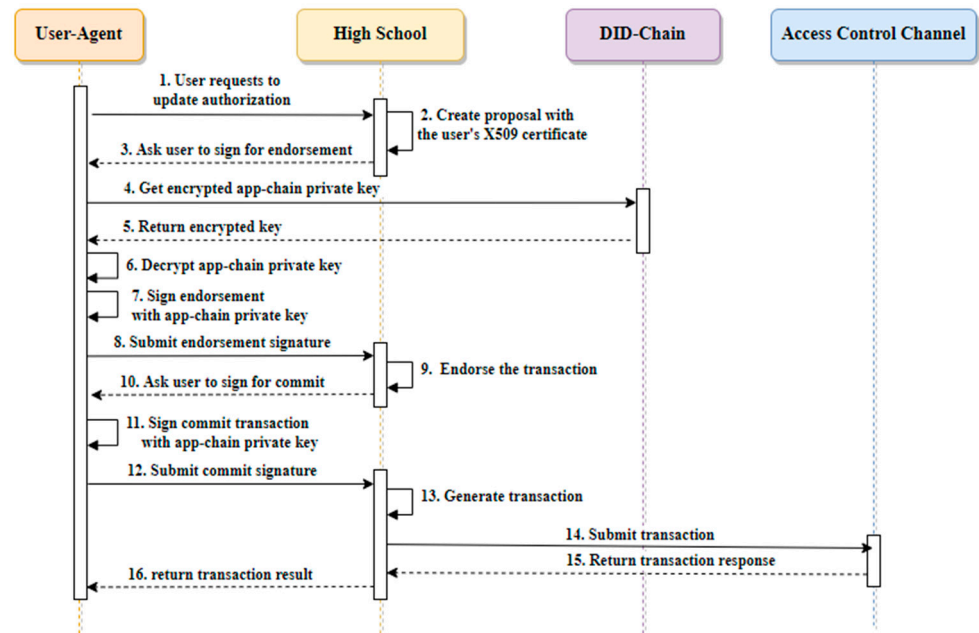 User-Agent
High School
DID-Chain
Access Control Channel
1. User requests to
update authorization
2. Create proposal with
the user's X509 certificate
3. Ask user to sign for endorsement
4. Get encrypted app-chain private key
5. Return encrypted key
6. Decrypt app-chain private key
7. Sign endorsement
with app-chain private key
8. Submit endorsement signature
9. Endorse the transaction
10. Ask user to sign for commit
11. Sign commit transaction
with app-chain private key
12. Submit commit signature
13. Generate transaction
14. Submit transaction
15. Return transaction response
16. return transaction result